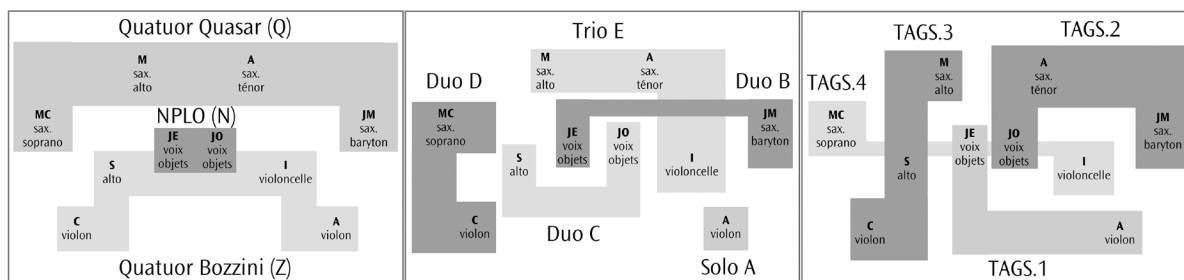 Quatuor Quasar (Q)
M
sax.
alto
A
sax.
ténor
MC
sax.
soprano
NPLO (N)
JM
sax.
baryton
JE
voix
objets
JO
voix
objets
S
alto
I
violoncelle
C
violon
A
violon
Quatuor Bozzini (Z)
Trio E
M
sax.
alto
A
sax.
ténor
Duo D
Duo B
MC
sax.
soprano
JM
sax.
baryton
JE
voix
objets
JO
voix
objets
S
alto
I
violoncelle
C
violon
A
violon
Duo C
Solo A
TAGS.3
TAGS.2
M
sax.
alto
A
sax.
ténor
TAGS.4
MC
sax.
soprano
JM
sax.
baryton
JE
voix
objets
JO
voix
objets
S
alto
I
violoncelle
C
violon
A
violon
TAGS.1